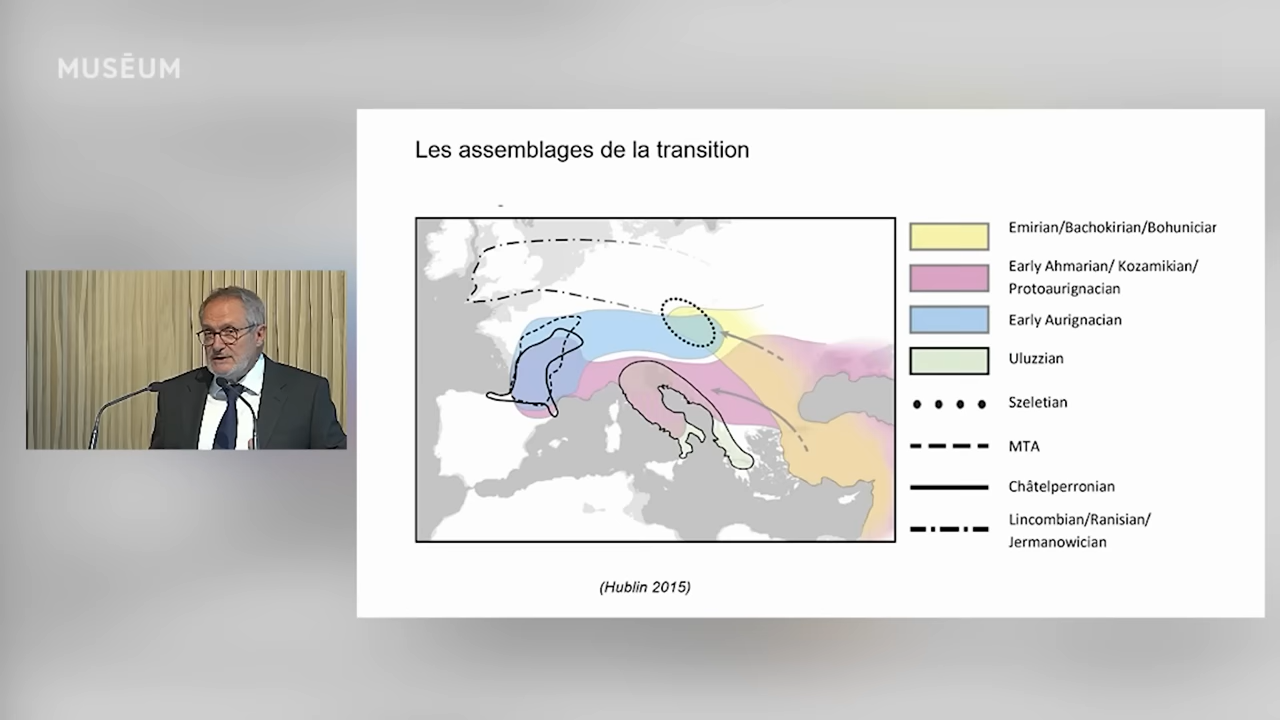 MUSĒUM
Les assemblages de la transition
Emirian/Bachokirian/Bohuniciar
Early Ahmarian/ Kozamikian/
Protoaurignacian
Early Aurignacian
Uluzzian
Szeletian
MTA
Châtelperronian
Lincombian/Ranisian/
Jermanowician
(Hublin 2015)